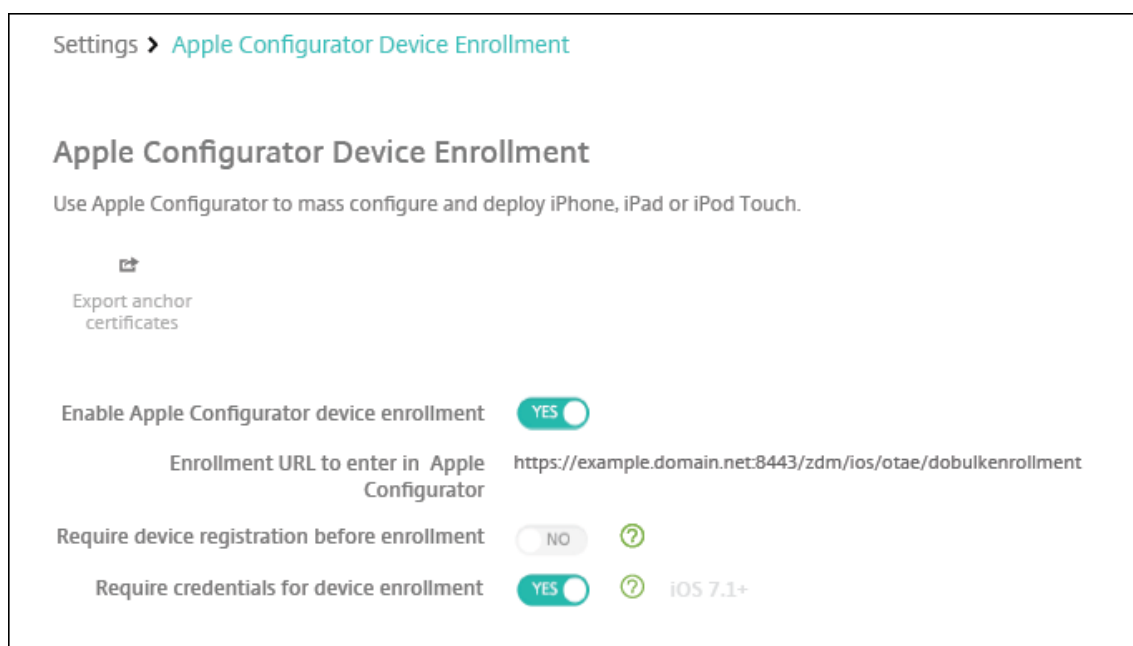 Settings > Apple Configurator Device Enrollment
Apple Configurator Device Enrollment
Use Apple Configurator to mass configure and deploy iPhone, iPad or iPod Touch.
Export anchor
certificates
Enable Apple Configurator device enrollment YES
Enrollment URL to enter in Apple https://example.domain.net:8443/zdm/ios/otae/dobulkenrollment
Configurator
Require device registration before enrollment NO ?
Require credentials for device enrollment YES ? iOS 7.1+